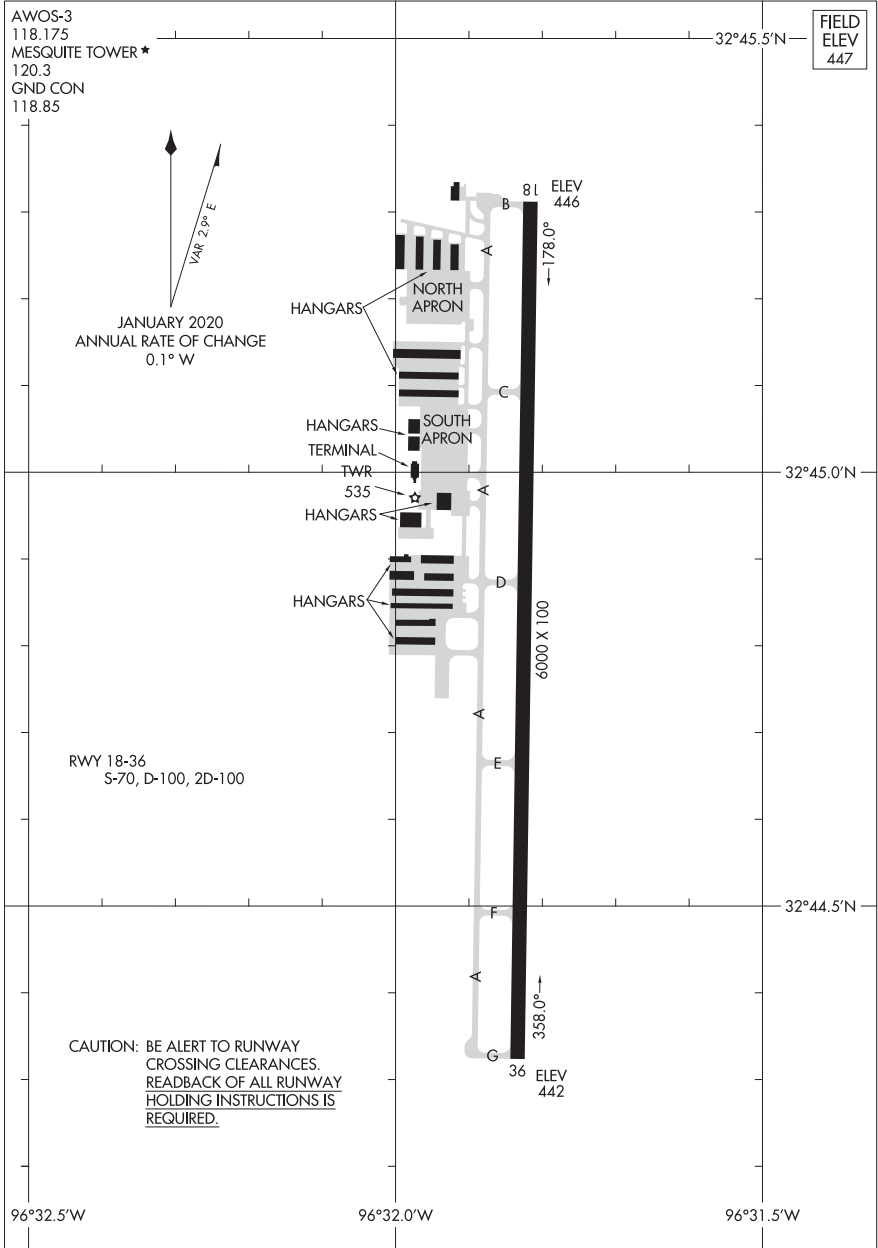 AWOS-3
118.175
MESQUITE TOWER ★
120.3
GND CON
118.85
32°45.5'N
FIELD
ELEV
447
VAR 2.9° E
JANUARY 2020
ANNUAL RATE OF CHANGE
0.1° W
18
ELEV
446
B
A
178.0°
HANGARS
NORTH
APRON
C
HANGARS
SOUTH
APRON
TERMINAL
TWR
535
32°45.0'N
A
HANGARS
D
HANGARS
6000 X 100
A
E
RWY 18-36
S-70, D-100, 2D-100
F
32°44.5'N
A
358.0°
G
36
ELEV
442
CAUTION: BE ALERT TO RUNWAY
CROSSING CLEARANCES.
READBACK OF ALL RUNWAY
HOLDING INSTRUCTIONS IS
REQUIRED.
96°32.5'W
96°32.0'W
96°31.5'W